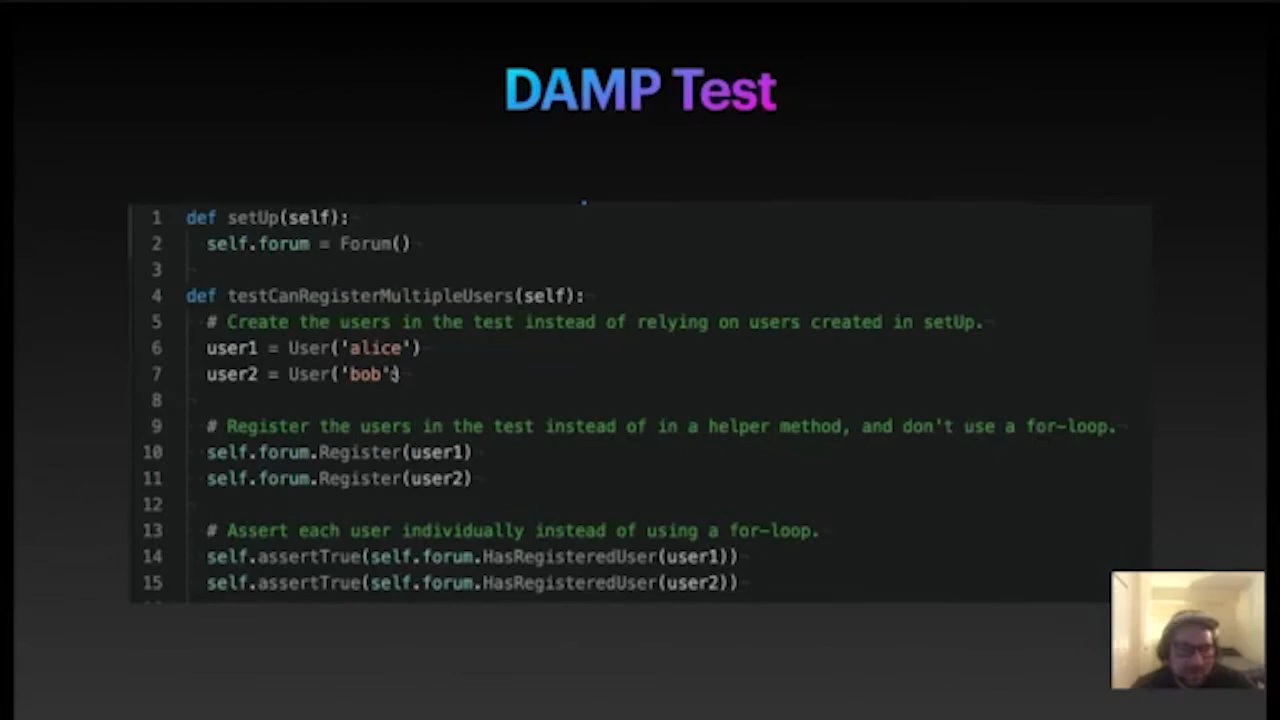 DAMP Test
1 def setUp(self):
2 self.forum = Forum()
3
4 def testCanRegisterMultipleUsers(self):
5 # Create the users in the test instead of relying on users created in setUp.
6 user1 = User('alice')
7 user2 = User('bob')
8
9 # Register the users in the test instead of in a helper method, and don't use a for-loop.
10 self.forum.Register(user1)
11 self.forum.Register(user2)
12
13 # Assert each user individually instead of using a for-loop.
14 self.assertTrue(self.forum.HasRegisteredUser(user1))
15 self.assertTrue(self.forum.HasRegisteredUser(user2))